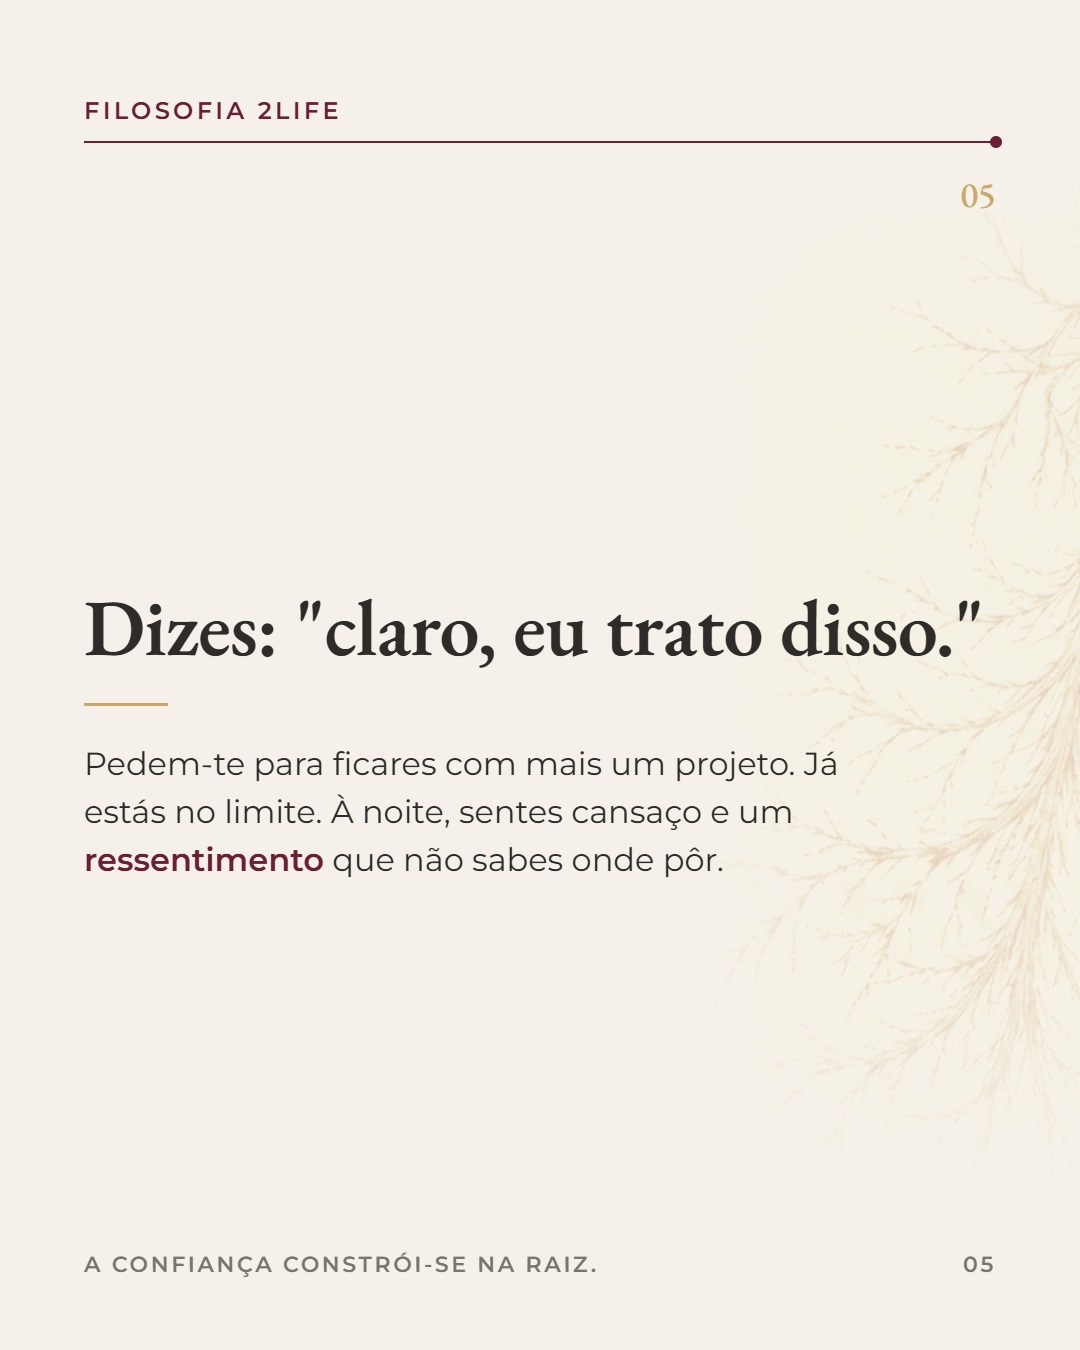 FILOSOFIA 2LIFE
05
Dizes: "claro, eu trato disso."
Pedem-te para ficares com mais um projeto. Já
estás no limite. À noite, sentes cansaço e um
ressentimento que não sabes onde pôr.
A CONFIANÇA CONSTRÓI-SE NA RAIZ.
05